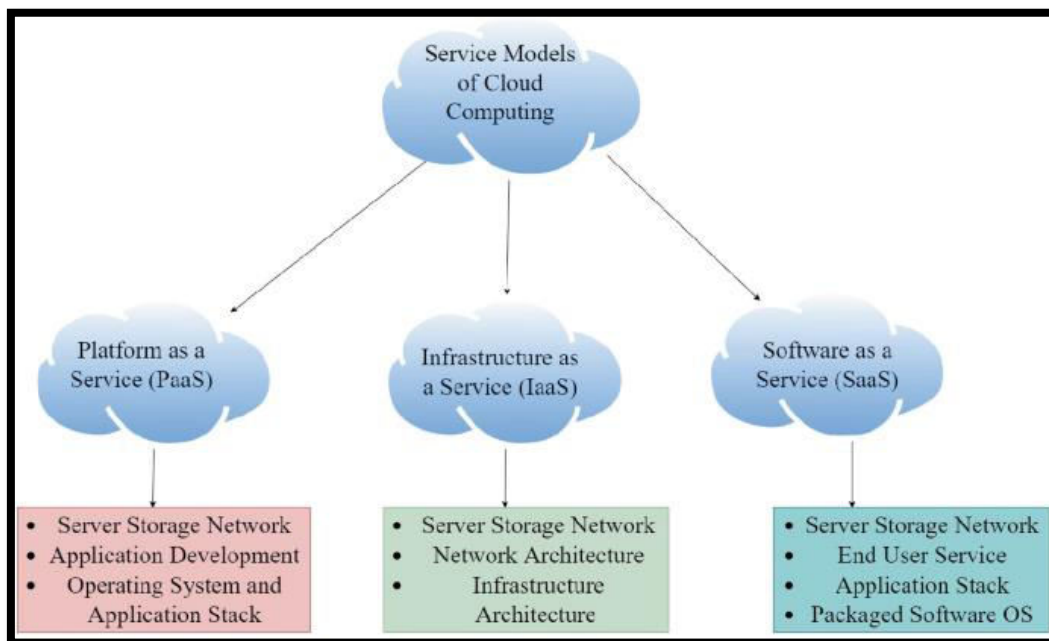 Service Models
of Cloud
Computing
Platform as a
Service (PaaS)
Infrastructure as
a Service (IaaS)
Software as a
Service (SaaS)
• Server Storage Network
• Application Development
• Operating System and
Application Stack
• Server Storage Network
• Network Architecture
• Infrastructure
Architecture
• Server Storage Network
• End User Service
• Application Stack
• Packaged Software OS